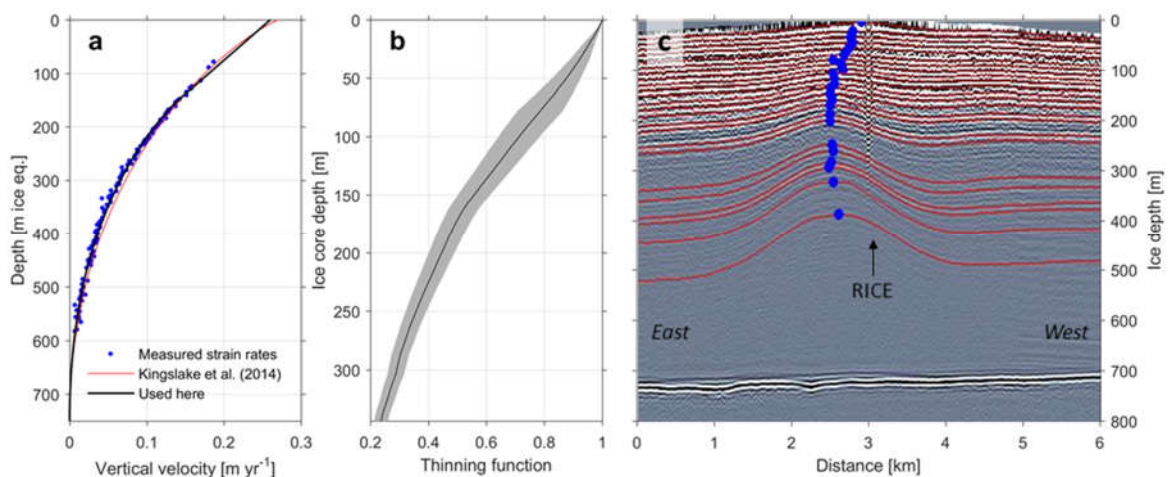 a
Depth [m ice eq.]
0
100
200
300
400
500
600
700
Measured strain rates
Kingslake et al. (2014)
Used here
0
0.1
0.2
0.3
Vertical velocity [m yr⁻¹]
b
Ice core depth [m]
0
50
100
150
200
250
300
0.2
0.4
0.6
0.8
1
Thinning function
c
RICE
East
West
0
100
200
300
400
500
600
700
800
Ice depth [m]
0
1
2
3
4
5
6
Distance [km]